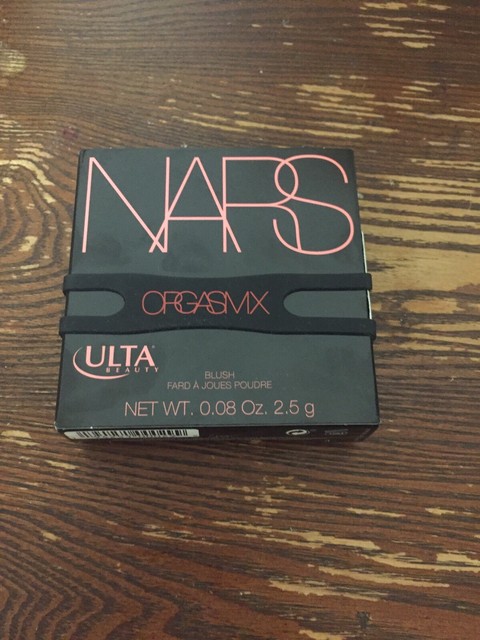 NARS
ORGASM X
ULTA
BEAUTY
BLUSH
FARD À JOUES POUDRE
NET WT. 0.08 Oz. 2.5 g